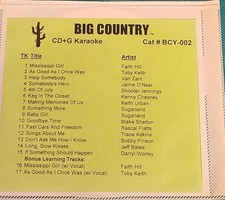 BIG COUNTRY™
CD+G Karaoke Cat # BCY-002
TK Title Artist
1 Mississippi Girl Faith Hill
2 As Good As I Once Was Toby Keith
3 Help Somebody Van Zant
4 Somebody's Hero Jamie O'Neal
5 4th Of July Shooter Jennings
6 Keg In The Closet Kenny Chesney
7 Making Memories Of Us Keith Urban
8 Something More Sugarland
9 Baby Girl Sugarland
10 Goodbye Time Blake Shelton
11 Fast Cars And Freedom Rascal Flatts
12 Songs About Me Trace Adkins
13 Don't Ask Me How I Know Bobby Pinson
14 Long, Slow Kisses Jeff Bates
15 If Something Should Happen Darryl Worley
Bonus Learning Tracks:
16 Mississippi Girl (w/ Vocal) Faith Hill
17 As Good As I Once Was (w/ Vocal) Toby Keith